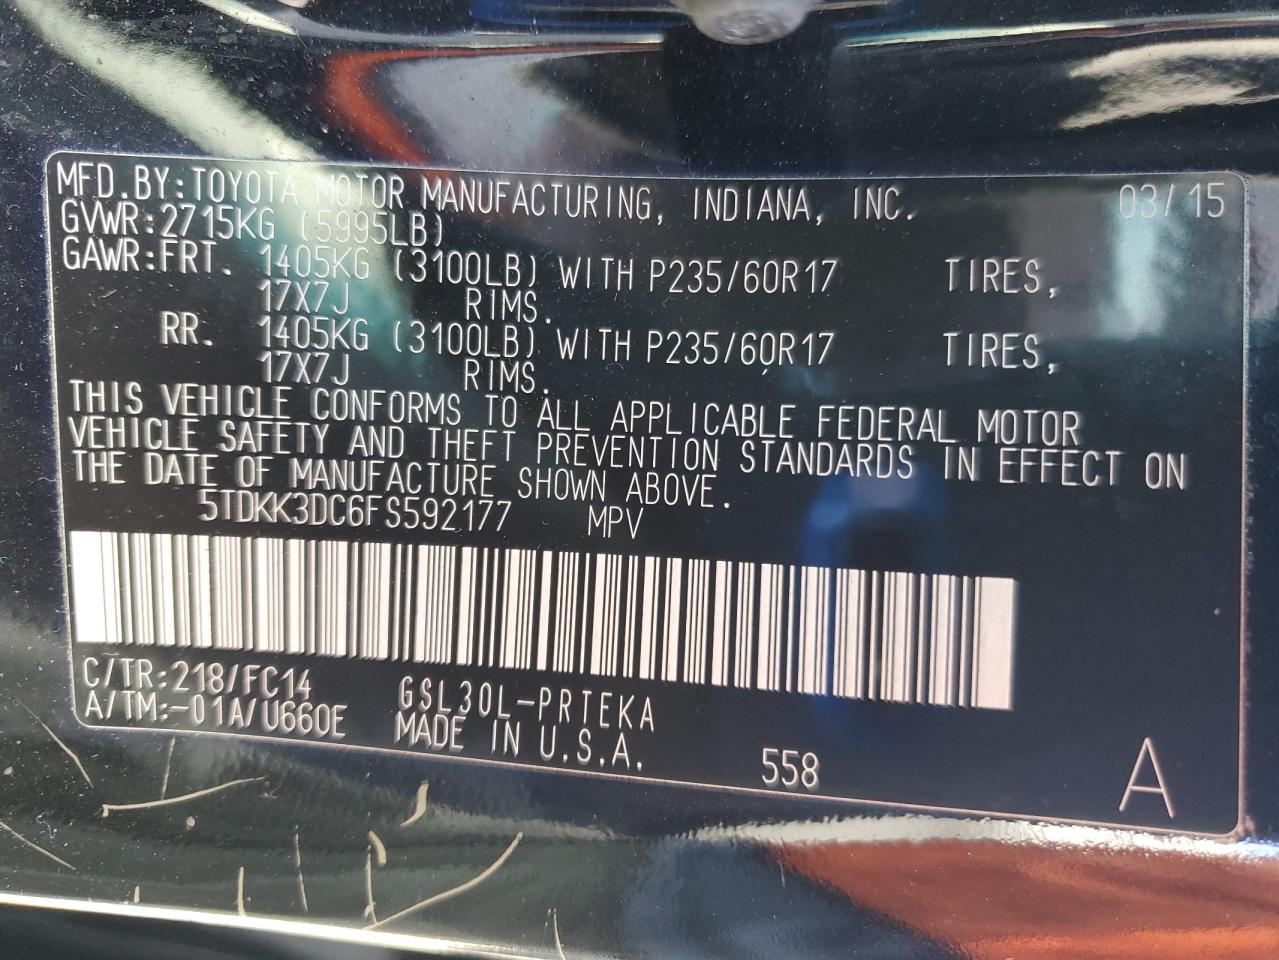 MFD.BY:TOYOTA MOTOR MANUFACTURING, INDIANA, INC. 03/15
GVWR:2715KG (5995LB)
GAWR:FRT. 1405KG (3100LB) WITH P235/60R17 TIRES,
17X7J RIMS.
RR. 1405KG (3100LB) WITH P235/60R17 TIRES,
17X7J RIMS.
THIS VEHICLE CONFORMS TO ALL APPLICABLE FEDERAL MOTOR
VEHICLE SAFETY AND THEFT PREVENTION STANDARDS IN EFFECT ON
THE DATE OF MANUFACTURE SHOWN ABOVE.
5TDKK3DC6FS592177 MPV
C/TR:218/FC14 GSL30L-PRTEKA
A/TM:-01A/U660E MADE IN U.S.A.
558 A